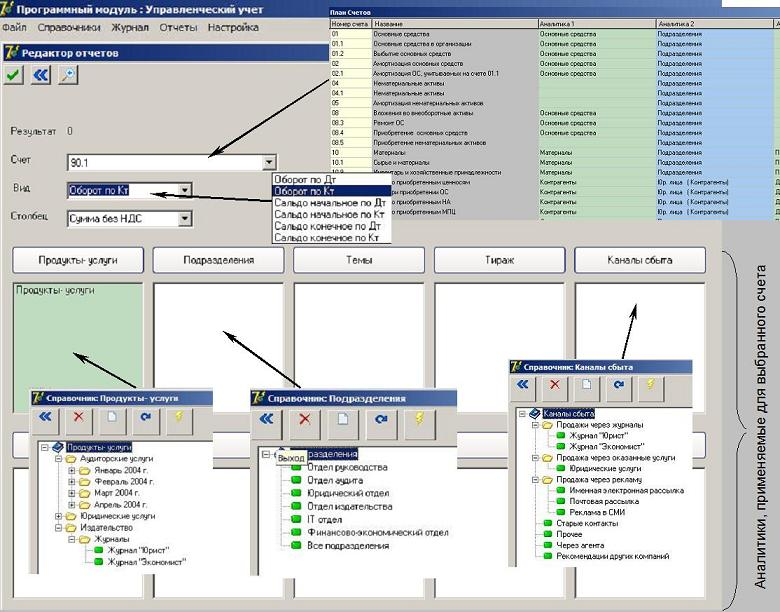 Программный модуль : Управленческий учет
Файл Справочники Журнал Отчеты Настройка
Редактор отчетов
Результат 0
Счет 90.1
Вид Оборот по Кт
Столбец Сумма без НДС
Оборот по Дт
Оборот по Кт
Сальдо начальное по Дт
Сальдо начальное по Кт
Сальдо конечное по Дт
Сальдо конечное по Кт
План Счетов
Номер счета Название Аналитика 1 Аналитика 2
01 Основные средства Основные средства Подразделения
01.1 Основные средства в организации Основные средства Подразделения
01.2 Выбытие основных средств Основные средства Подразделения
02 Амортизация основных средств Основные средства Подразделения
02.1 Амортизация ОС, учитываемых на счете 01.1 Основные средства Подразделения
04 Нематериальные активы Подразделения
04.1 Нематериальные активы Подразделения
05 Амортизация нематериальных активов Подразделения
08 Вложения во внеоборотные активы Основные средства Подразделения
08.3 Ремонт ОС Основные средства Подразделения
08.4 Приобретение основных средств Основные средства Подразделения
08.5 Приобретение нематериальных активов Подразделения
10 Материалы Материалы Подразделения
10.1 Сырье и материалы Материалы Подразделения
10.9 Инвентарь и хозяйственные принадлежности Материалы Подразделения
о приобретенным ценностям Контрагенты Юр. лица ( Контрагенты)
и приобретении ОС Контрагенты Юр. лица ( Контрагенты)
о приобретенным НА Контрагенты Юр. лица ( Контрагенты)
о приобретенным МПЦ Контрагенты Юр. лица ( Контрагенты)
Продукты-услуги Подразделения Темы Тираж Каналы сбыта
Продукты- услуги
Справочник: Продукты- услуги
Продукты- услуги
Аудиторские услуги
Январь 2004 г.
Февраль 2004 г.
Март 2004 г.
Апрель 2004 г.
Юридические услуги
Издательство
Журналы
Журнал "Юрист"
Журнал "Экономист"
Справочник: Подразделения
Выход
разделения
Отдел руководства
Отдел аудита
Юридический отдел
Отдел издательства
IT отдел
Финансово-экономический отдел
Все подразделения
Справочник: Каналы сбыта
Каналы сбыта
Продажи через журналы
Журнал "Юрист"
Журнал "Экономист"
Продажа через оказанные услуги
Юридические услуги
Продажа через рекламу
Именная электронная рассылка
Почтовая рассылка
Реклама в СМИ
Старые контакты
Прочее
Через агента
Рекомендации других компаний
Аналитики, применяемые для выбранного счета